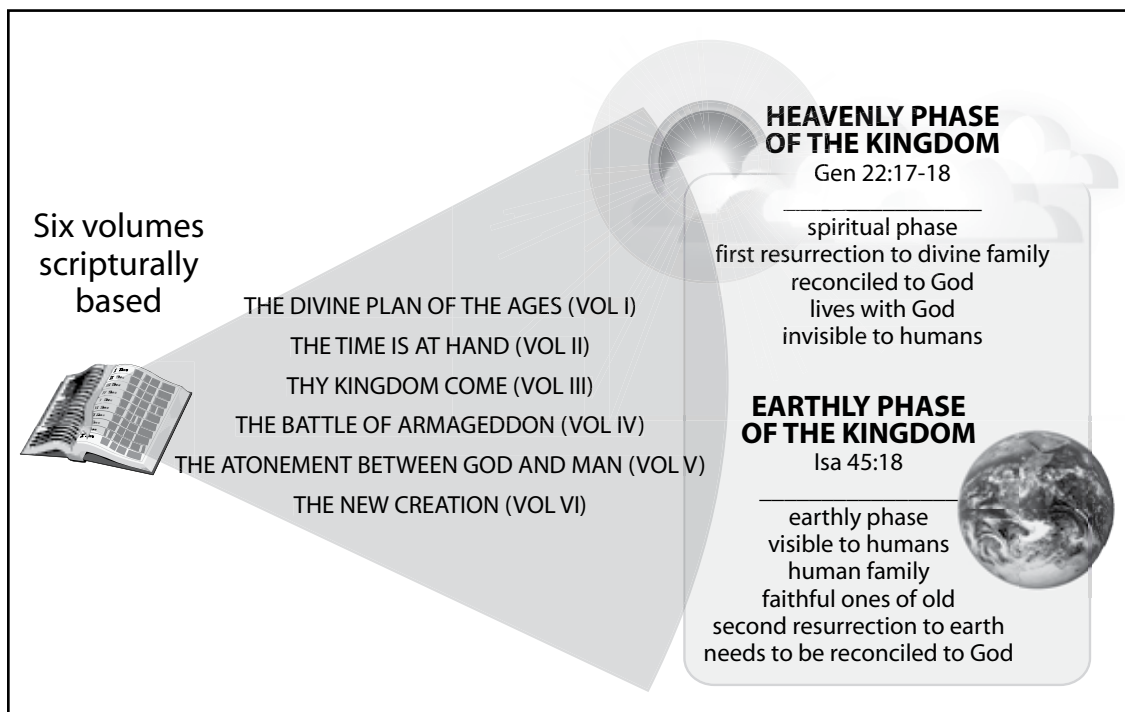 Six volumes
scripturally
based
THE DIVINE PLAN OF THE AGES (VOL I)
THE TIME IS AT HAND (VOL II)
THY KINGDOM COME (VOL III)
THE BATTLE OF ARMAGEDDON (VOL IV)
THE ATONEMENT BETWEEN GOD AND MAN (VOL V)
THE NEW CREATION (VOL VI)
HEAVENLY PHASE
OF THE KINGDOM
Gen 22:17-18
spiritual phase
first resurrection to divine family
reconciled to God
lives with God
invisible to humans
EARTHLY PHASE
OF THE KINGDOM
Isa 45:18
earthly phase
visible to humans
human family
faithful ones of old
second resurrection to earth
needs to be reconciled to God